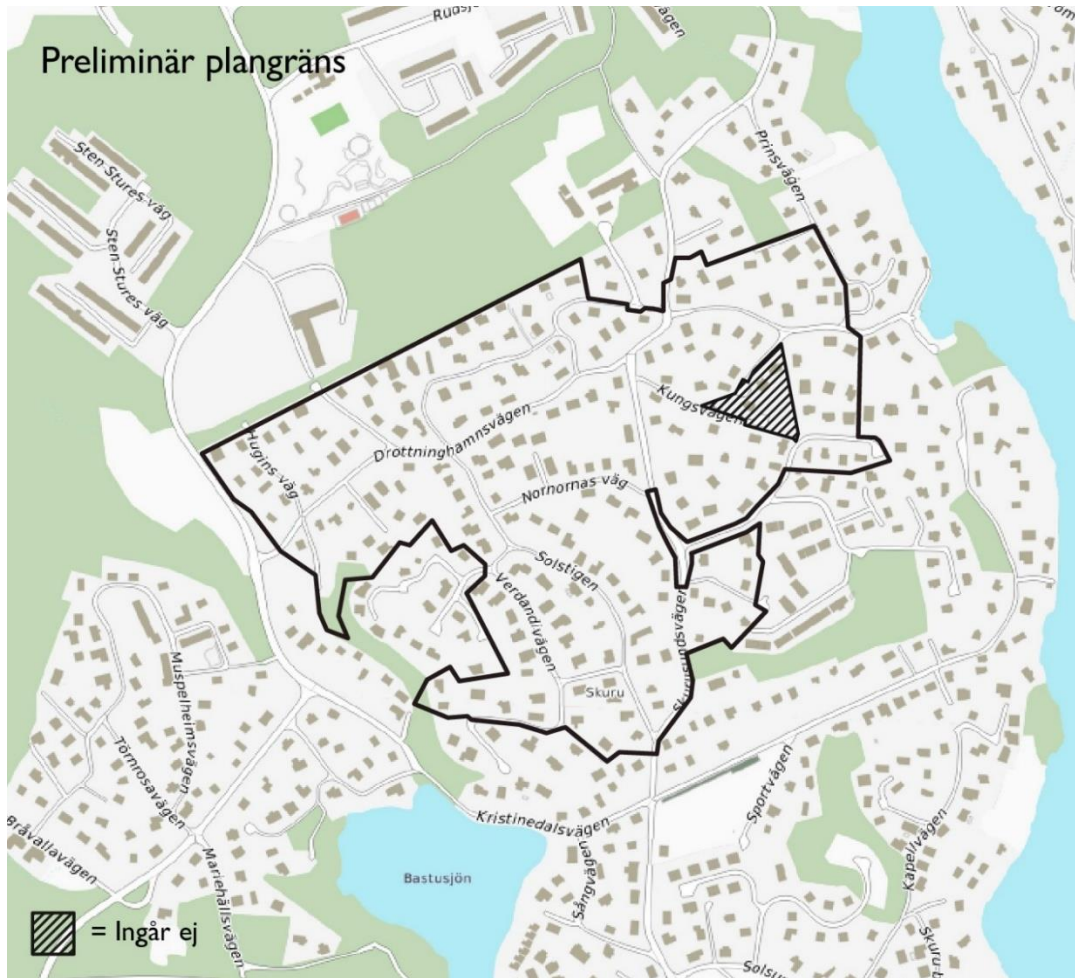 Preliminär plangräns
Sten Stures väg
Sten Stures väg
Prinsvägen
Kungsvägen
Drottninghamnsvägen
Hugins väg
Nornornas väg
Solstigen
Verdandivägen
Skuru
Muspelheimsvägen
Törnrosavägen
Bråvallavägen
Mariehällsvägen
Kristinedalsvägen
Sportvägen
Sångvägen
Kapellvägen
Bastusjön
= Ingår ej